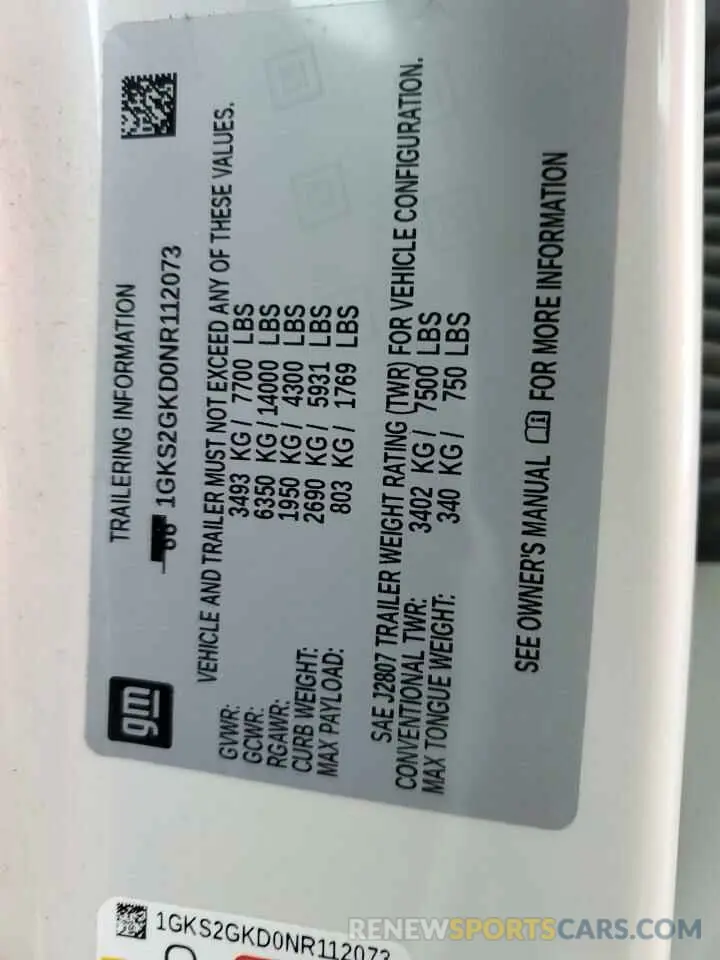 gm
TRAILERING INFORMATION
1GKS2GKD0NR112073
VEHICLE AND TRAILER MUST NOT EXCEED ANY OF THESE VALUES.
GVWR: 3493 KG / 7700 LBS
GCWR: 6350 KG / 14000 LBS
RGAWR: 1950 KG / 4300 LBS
CURB WEIGHT: 2690 KG / 5931 LBS
MAX PAYLOAD: 803 KG / 1769 LBS
SAE J2807 TRAILER WEIGHT RATING (TWR) FOR VEHICLE CONFIGURATION.
CONVENTIONAL TWR: 3402 KG / 7500 LBS
MAX TONGUE WEIGHT: 340 KG / 750 LBS
SEE OWNER'S MANUAL FOR MORE INFORMATION
1GKS2GKD0NR112073
RENEWSPORTSCARS.COM